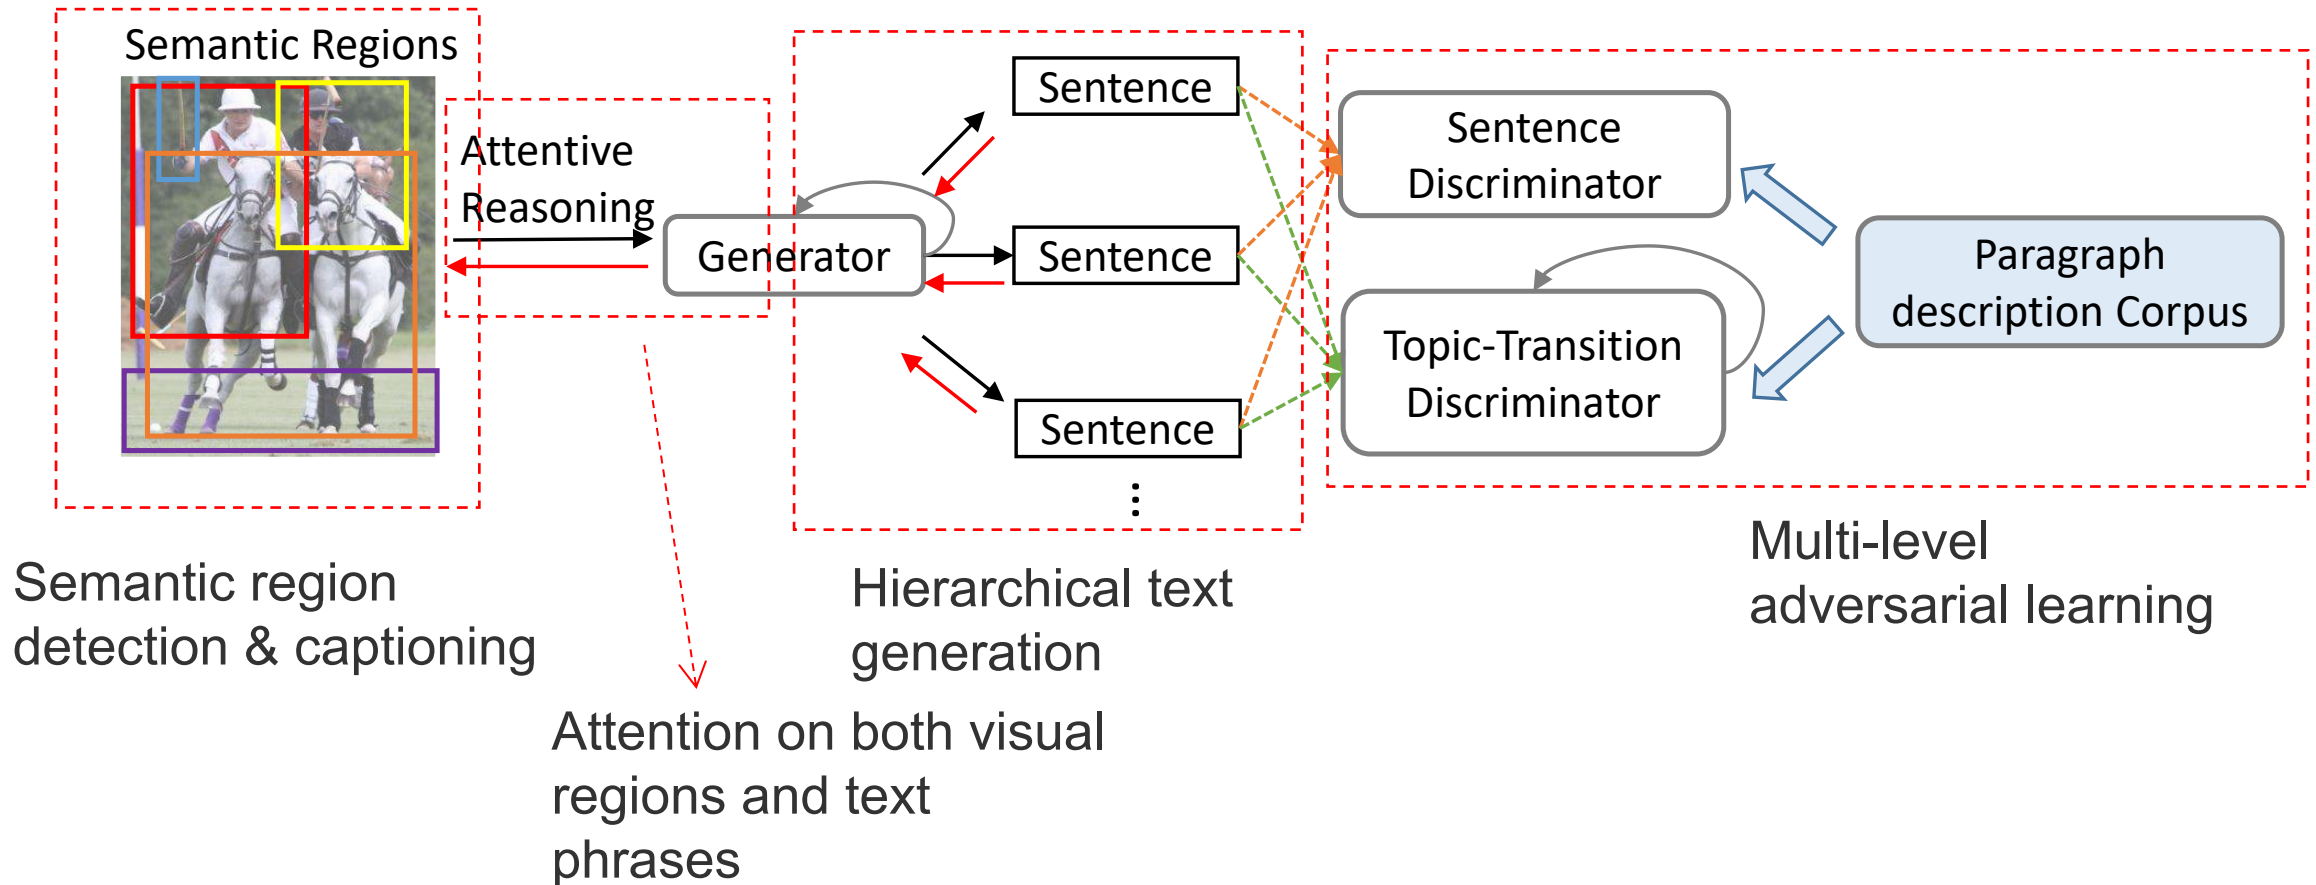 Semantic Regions
Attentive
Reasoning
Generator
Sentence
Sentence
Sentence
...
Sentence
Discriminator
Topic-Transition
Discriminator
Paragraph
description Corpus
Semantic region
detection & captioning
Attention on both visual
regions and text
phrases
Hierarchical text
generation
Multi-level
adversarial learning